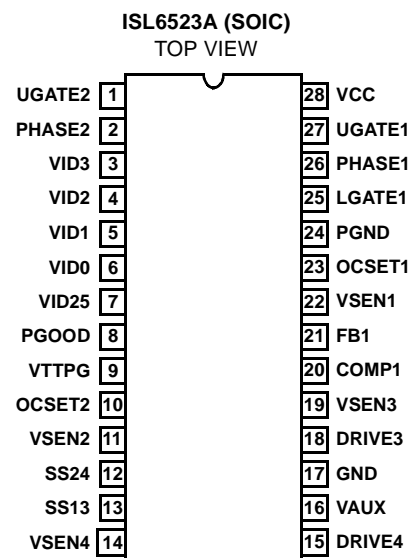 ISL6523A (SOIC)
TOP VIEW
UGATE2 1 28 VCC
PHASE2 2 27 UGATE1
VID3 3 26 PHASE1
VID2 4 25 LGATE1
VID1 5 24 PGND
VID0 6 23 OCSET1
VID25 7 22 VSEN1
PGOOD 8 21 FB1
VTTPG 9 20 COMP1
OCSET2 10 19 VSEN3
VSEN2 11 18 DRIVE3
SS24 12 17 GND
SS13 13 16 VAUX
VSEN4 14 15 DRIVE4